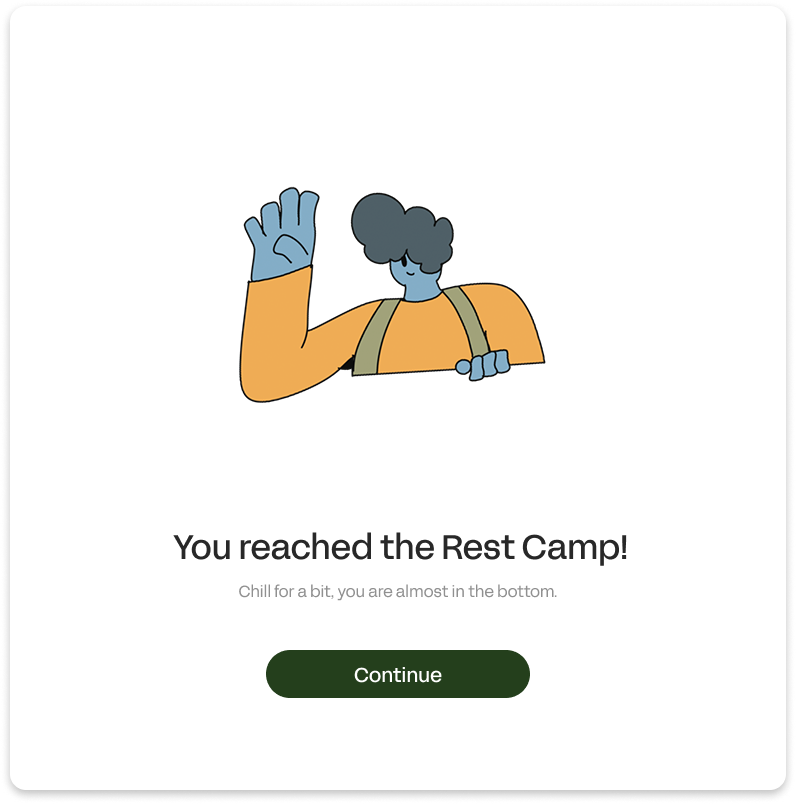 You reached the Rest Camp!
Chill for a bit, you are almost in the bottom.
Continue